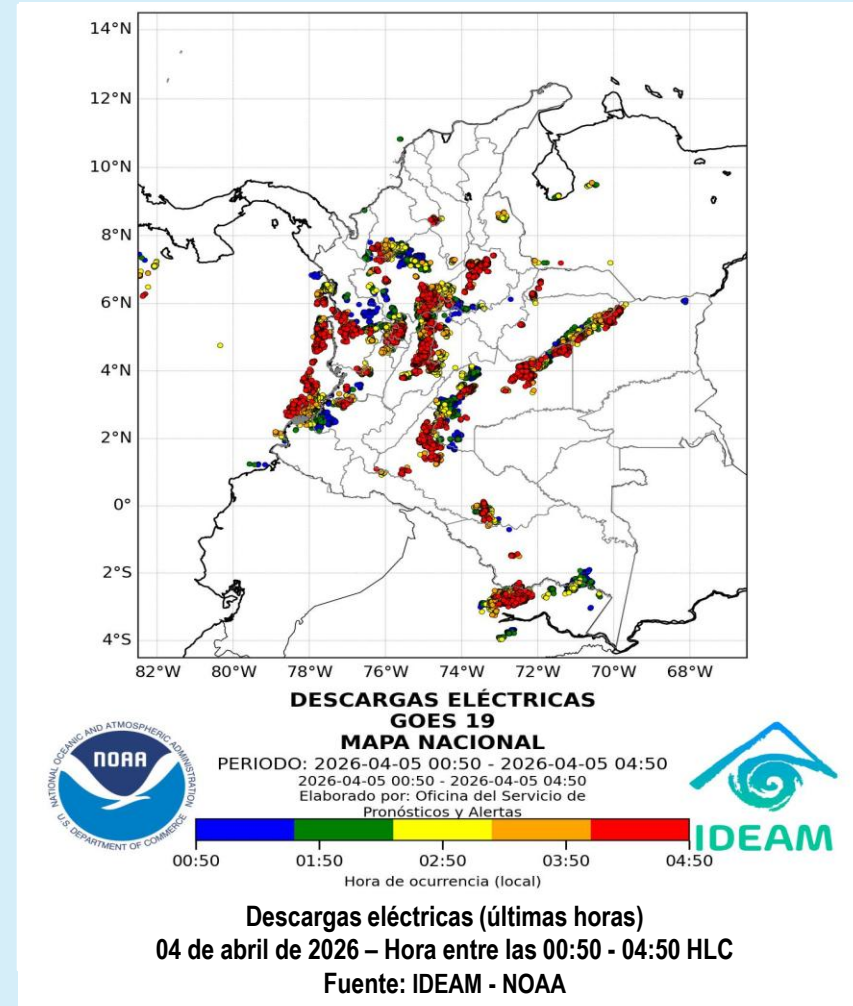 14°N
12°N
10°N
8°N
6°N
4°N
2°N
0°
2°S
4°S
82°W 80°W 78°W 76°W 74°W 72°W 70°W 68°W
DESCARGAS ELÉCTRICAS
GOES 19
MAPA NACIONAL
PERIODO: 2026-04-05 00:50 - 2026-04-05 04:50
2026-04-05 00:50 - 2026-04-05 04:50
Elaborado por: Oficina del Servicio de
Pronósticos y Alertas
NATIONAL OCEANIC AND ATMOSPHERIC ADMINISTRATION
NOAA
U.S. DEPARTMENT OF COMMERCE
IDEAM
00:50 01:50 02:50 03:50 04:50
Hora de ocurrencia (local)
Descargas eléctricas (últimas horas)
04 de abril de 2026 – Hora entre las 00:50 - 04:50 HLC
Fuente: IDEAM - NOAA